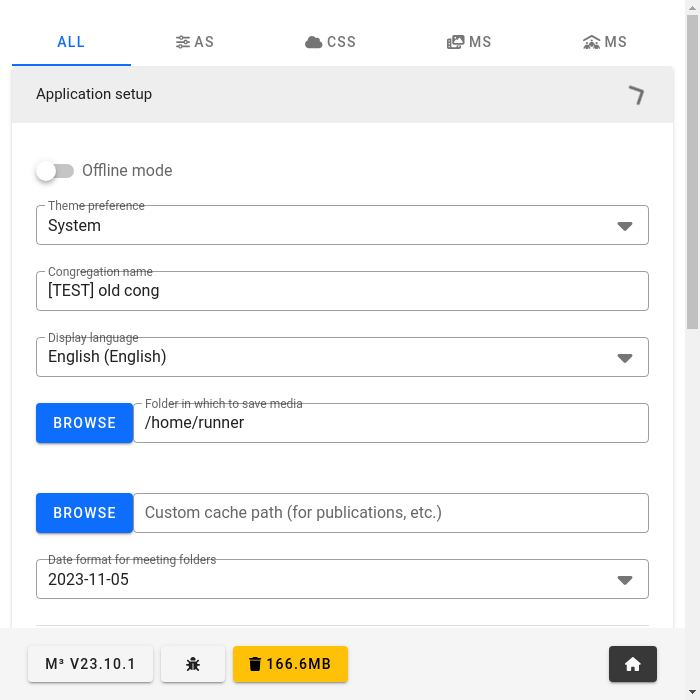 ALL
AS
CSS
MS
MS
Application setup
Offline mode
Theme preference
System
Congregation name
[TEST] old cong
Display language
English (English)
BROWSE
Folder in which to save media
/home/runner
BROWSE
Custom cache path (for publications, etc.)
Date format for meeting folders
2023-11-05
M³ V23.10.1
166.6MB